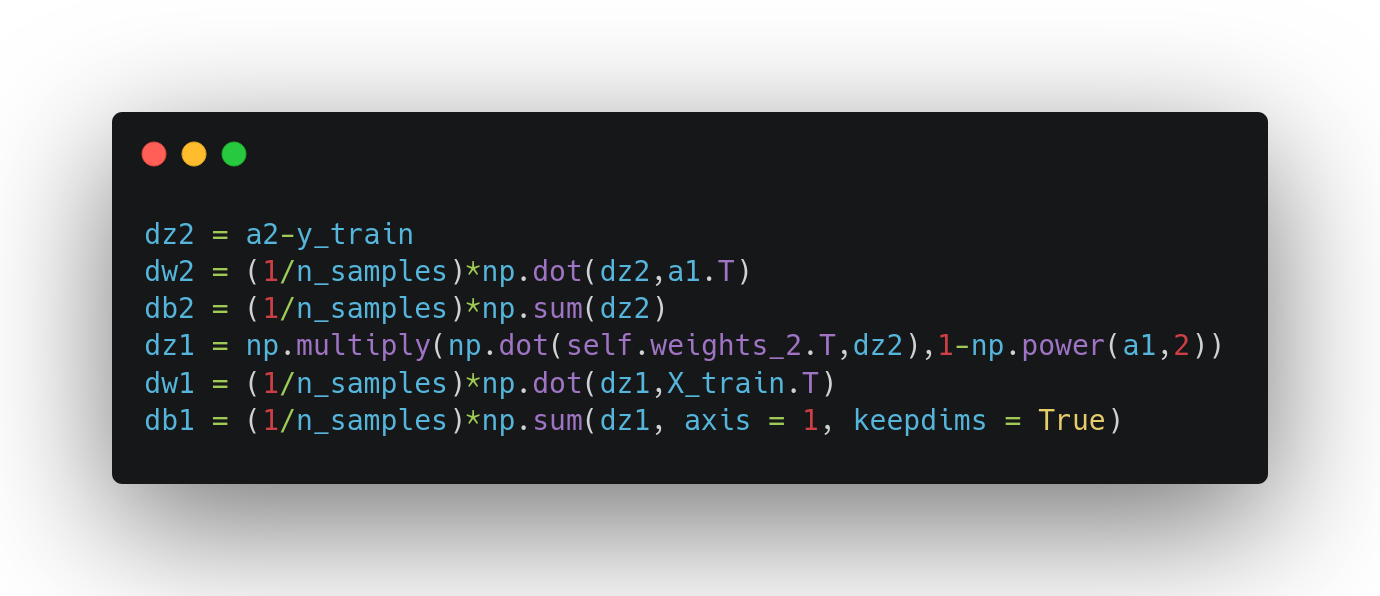 dz2 = a2-y_train
dw2 = (1/n_samples)*np.dot(dz2,a1.T)
db2 = (1/n_samples)*np.sum(dz2)
dz1 = np.multiply(np.dot(self.weights_2.T,dz2),1-np.power(a1,2))
dw1 = (1/n_samples)*np.dot(dz1,X_train.T)
db1 = (1/n_samples)*np.sum(dz1, axis = 1, keepdims = True)